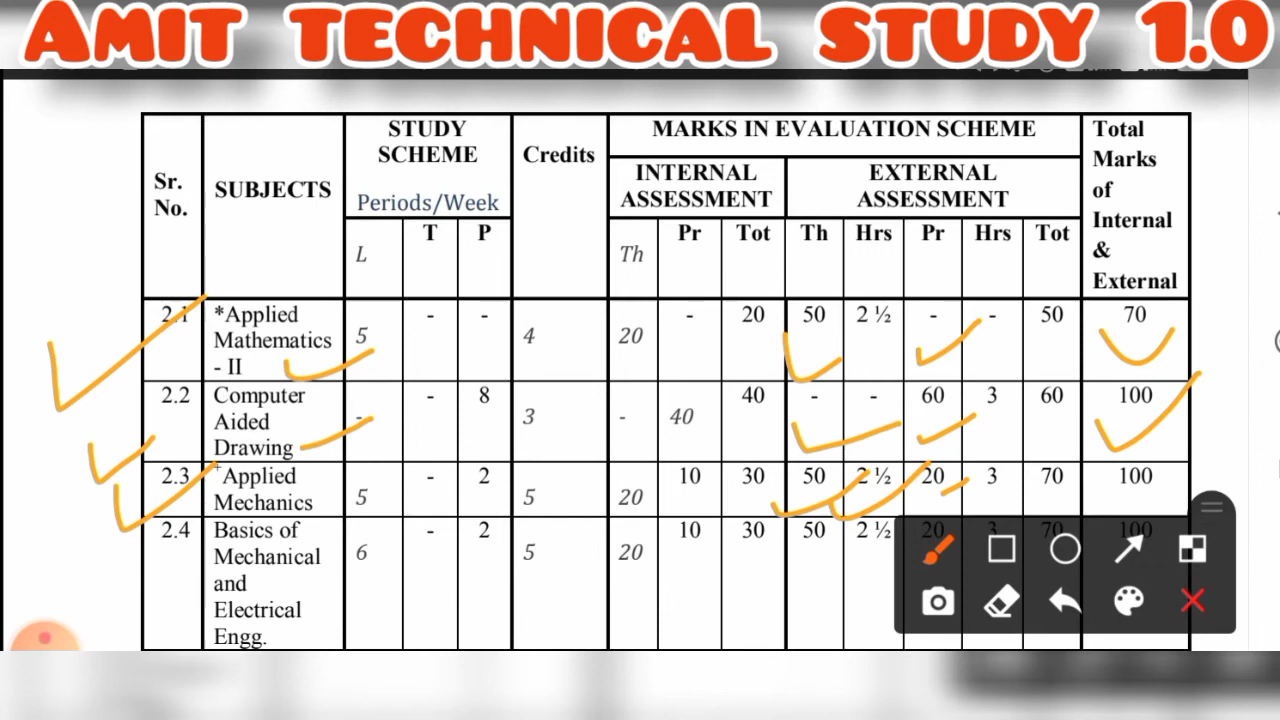 AMIT TECHNICAL STUDY 1.0
Sr. No. SUBJECTS STUDY SCHEME Periods/Week Credits MARKS IN EVALUATION SCHEME Total Marks of Internal & External
INTERNAL ASSESSMENT EXTERNAL ASSESSMENT
L T P Th Pr Tot Th Hrs Pr Hrs Tot
2.1 *Applied Mathematics - II 5 - - 4 20 - 20 50 2 ½ - - 50 70
2.2 Computer Aided Drawing - - 8 3 - 40 40 - - 60 3 60 100
2.3 +Applied Mechanics 5 - 2 5 20 10 30 50 2 ½ 20 3 70 100
2.4 Basics of Mechanical and Electrical Engg. 6 - 2 5 20 10 30 50 2 ½ 20 3 70 100